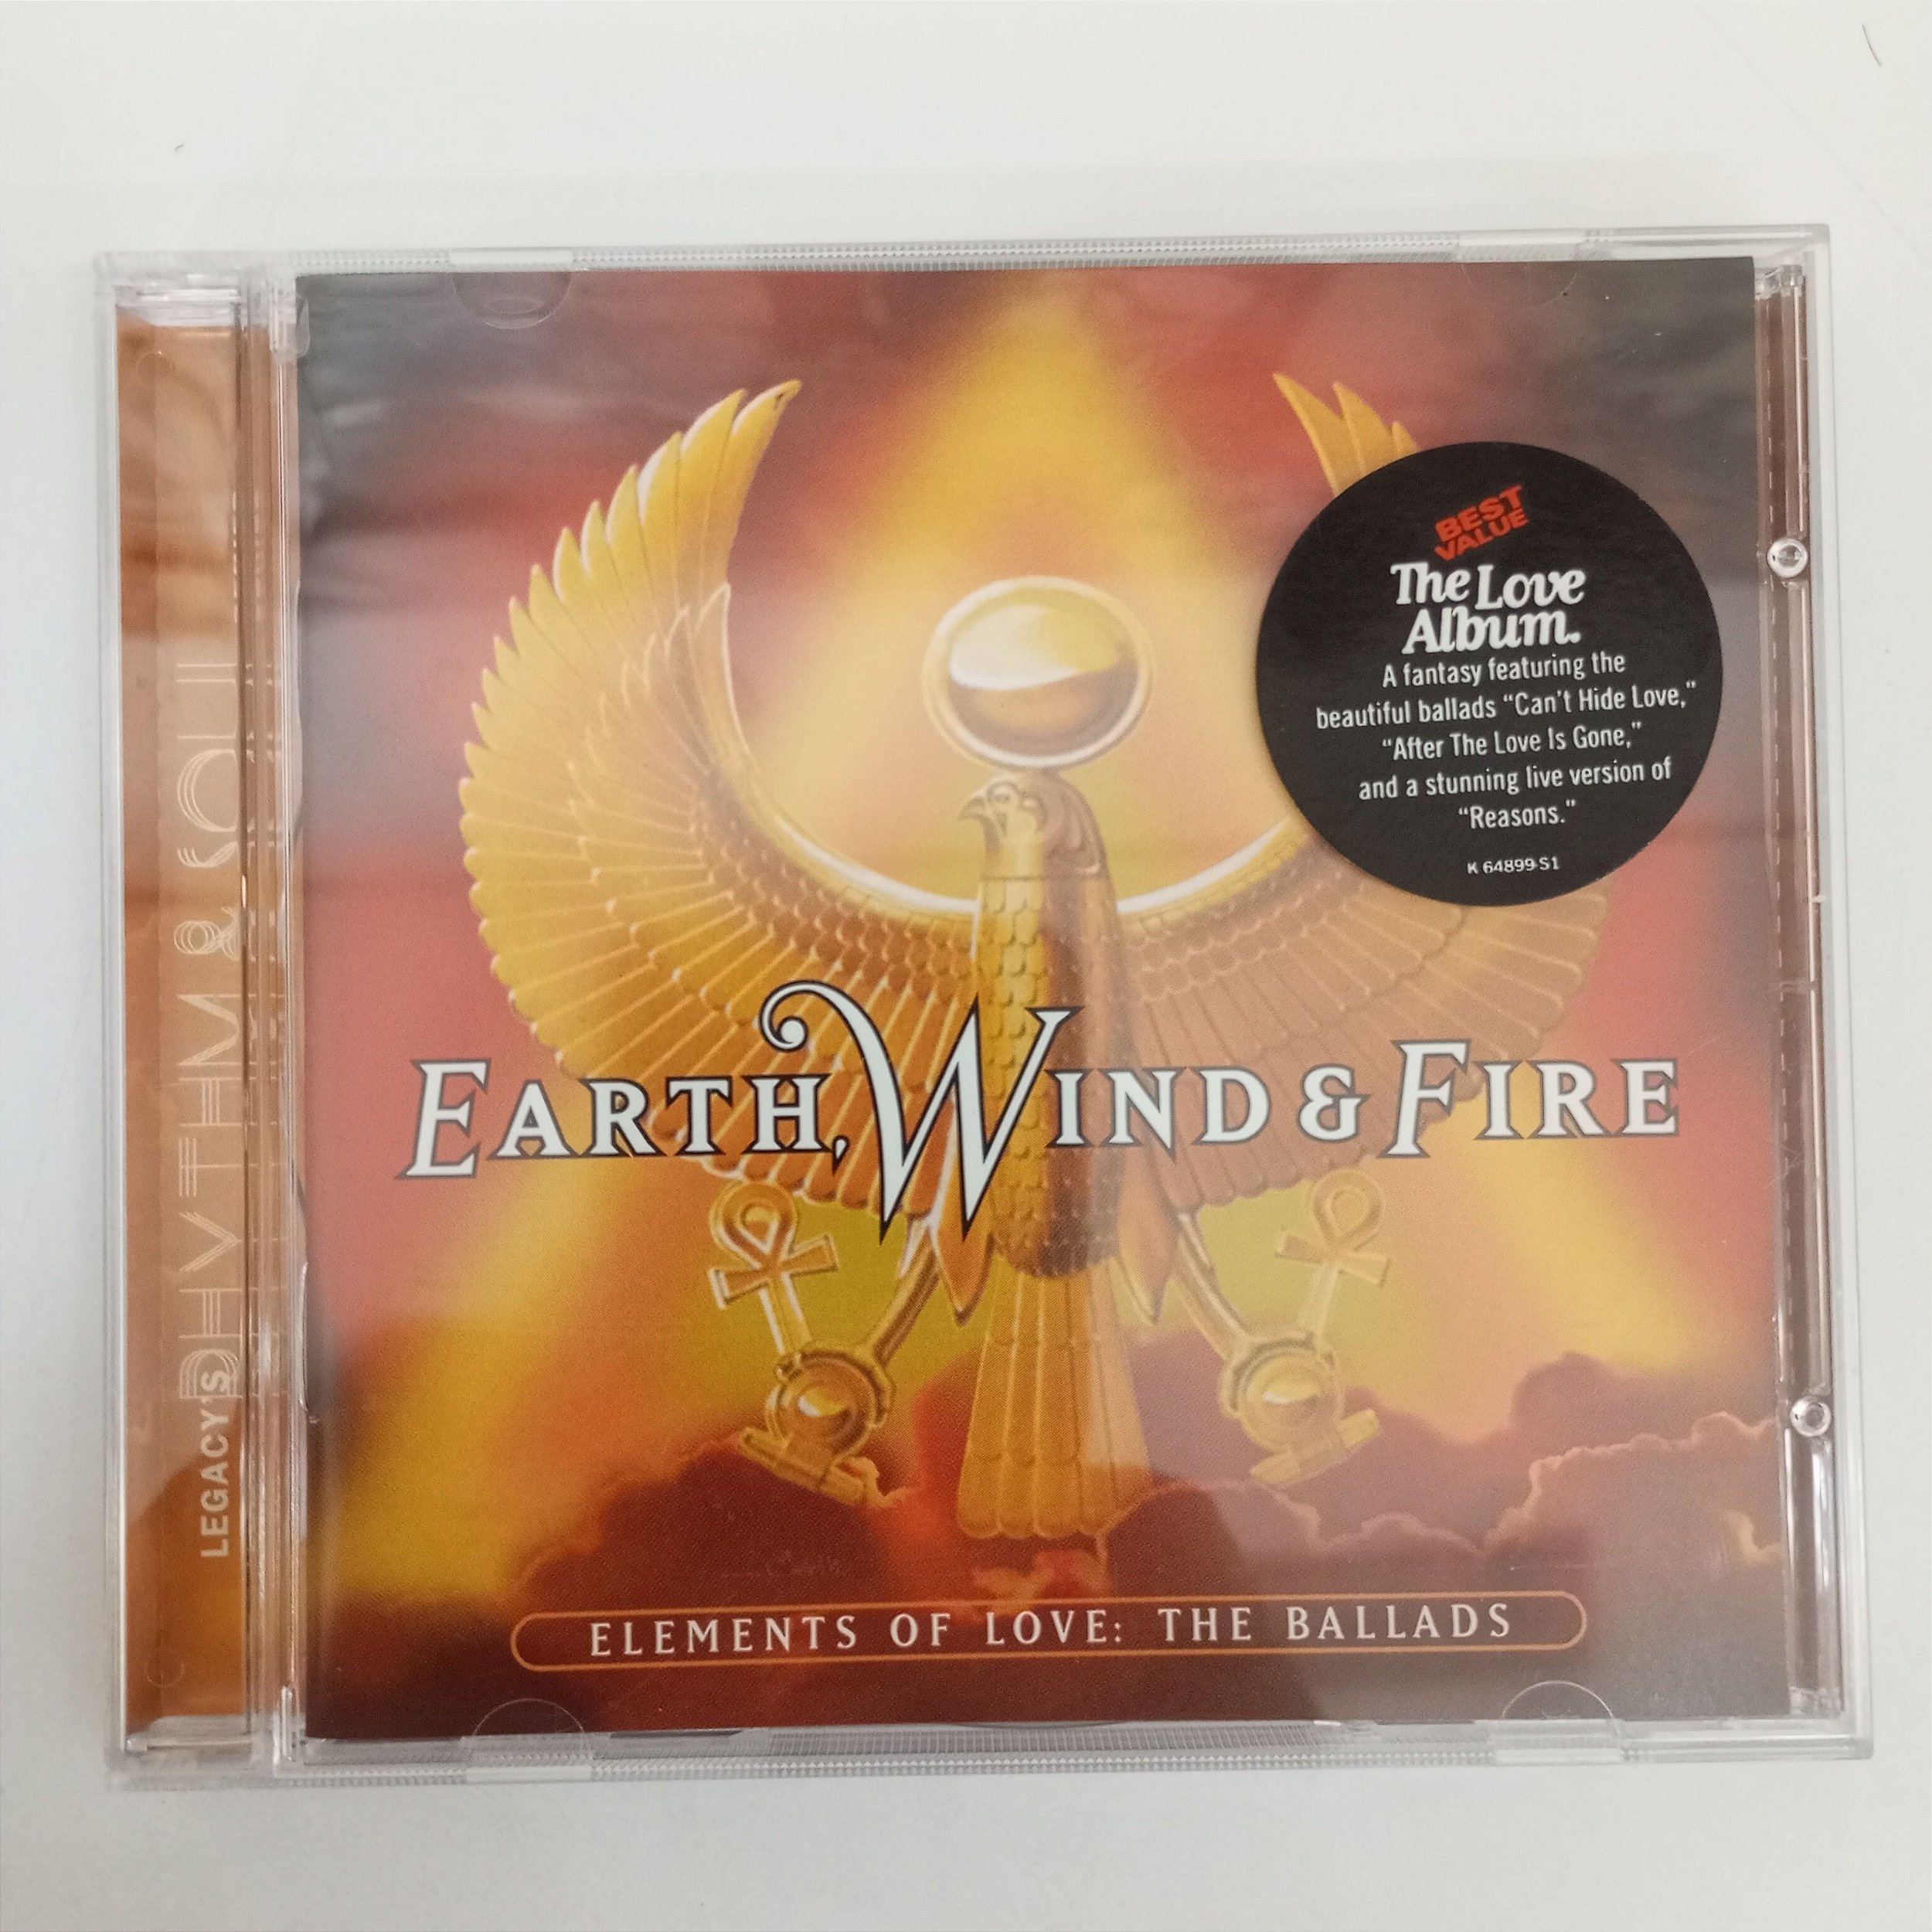 LEGACY'S
RHYTHM & SOUL
BEST
VALUE
The Love
Album.
A fantasy featuring the
beautiful ballads “Can't Hide Love,”
“After The Love Is Gone,”
and a stunning live version of
“Reasons.”
K 64899-S1
EARTH, WIND & FIRE
ELEMENTS OF LOVE: THE BALLADS